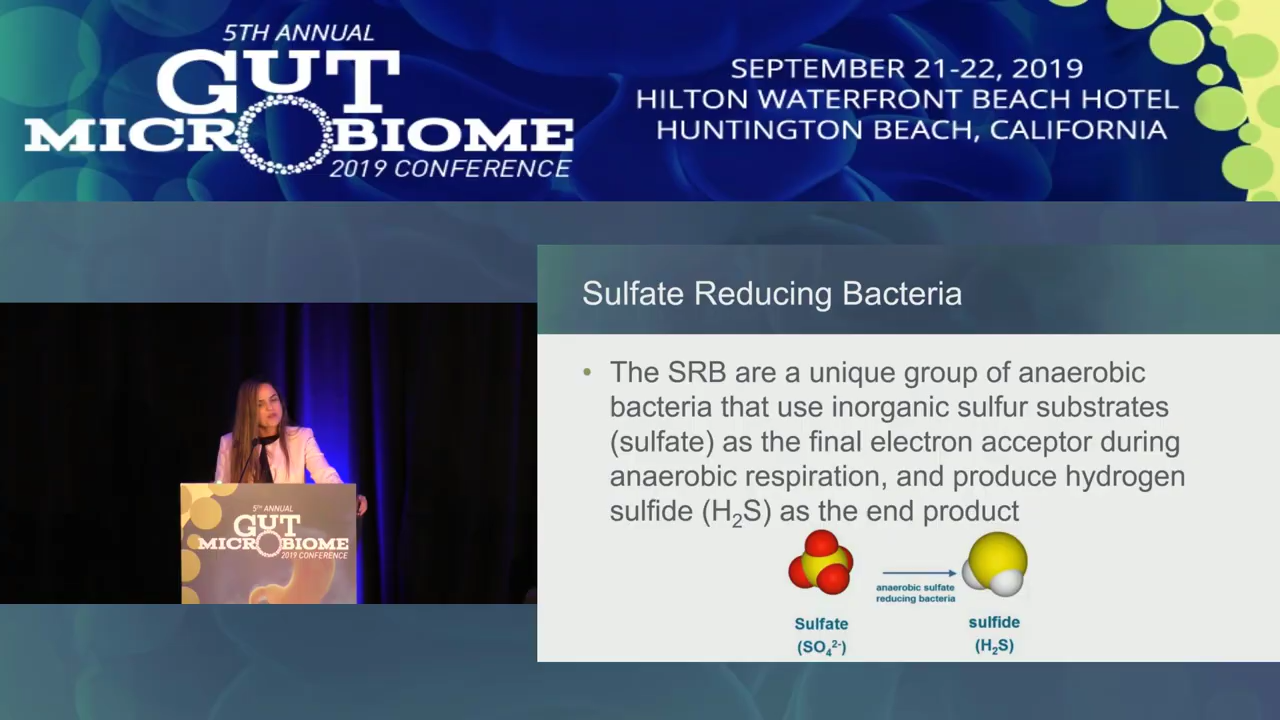 5TH ANNUAL
GUT
MICROBIOME
2019 CONFERENCE
SEPTEMBER 21-22, 2019
HILTON WATERFRONT BEACH HOTEL
HUNTINGTON BEACH, CALIFORNIA
Sulfate Reducing Bacteria
• The SRB are a unique group of anaerobic
bacteria that use inorganic sulfur substrates
(sulfate) as the final electron acceptor during
anaerobic respiration, and produce hydrogen
sulfide (H₂S) as the end product
anaerobic sulfate
reducing bacteria
Sulfate
(SO₄²⁻)
sulfide
(H₂S)
5TH ANNUAL
GUT
MICROBIOME
2019 CONFERENCE